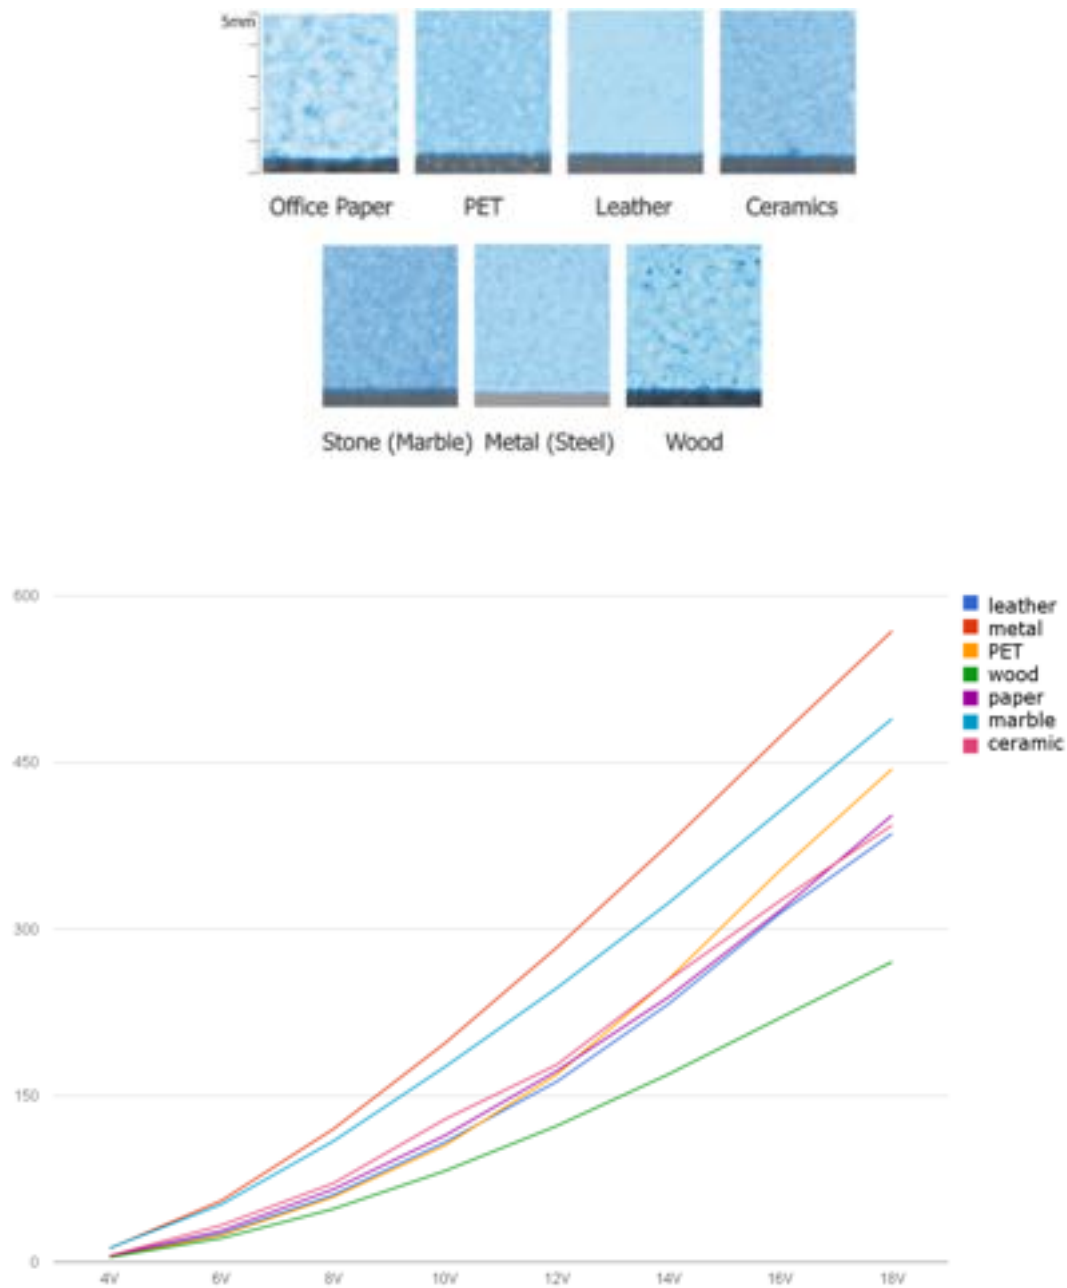 5mm
Office Paper PET Leather Ceramics
Stone (Marble) Metal (Steel) Wood
600
450
300
150
0
4V 6V 8V 10V 12V 14V 16V 18V
leather
metal
PET
wood
paper
marble
ceramic